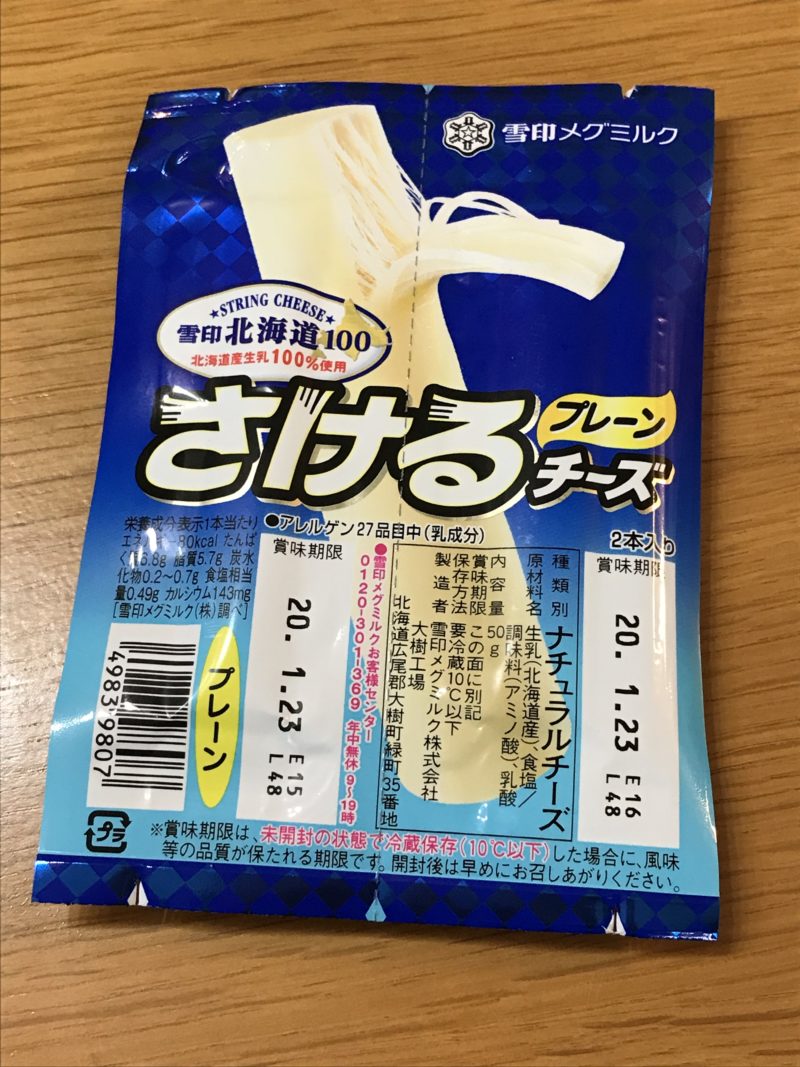 雪印メグミルク
★STRING CHEESE★
雪印北海道100
北海道産生乳100%使用
さける
プレーン
チーズ
栄養成分表示1本当たり
80kcal たんぱ
6.8g 脂質5.7g 炭水
化物0.2〜0.7g 食塩相当
量0.49g カルシウム143mg
[雪印メグミルク(株)調べ]
●アレルゲン27品目中(乳成分)
2本入り
賞味期限
20. 1.23 E15
L48
●雪印メグミルクお客様センター
0120-301-369 年中無休9〜19時
種類別 ナチュラルチーズ
原材料名 生乳(北海道産)、食塩/
調味料(アミノ酸)、乳酸
内容量 50g
賞味期限 この面に別記
保存方法 要冷蔵10℃以下
製造者 雪印メグミルク株式会社
大樹工場
北海道広尾郡大樹町緑町35番地
賞味期限
20. 1.23 E16
L48
4983 9807
プレーン
プラ
※賞味期限は、未開封の状態で冷蔵保存(10℃以下)した場合に、風味
等の品質が保たれる期限です。開封後は早めにお召しあがりください。